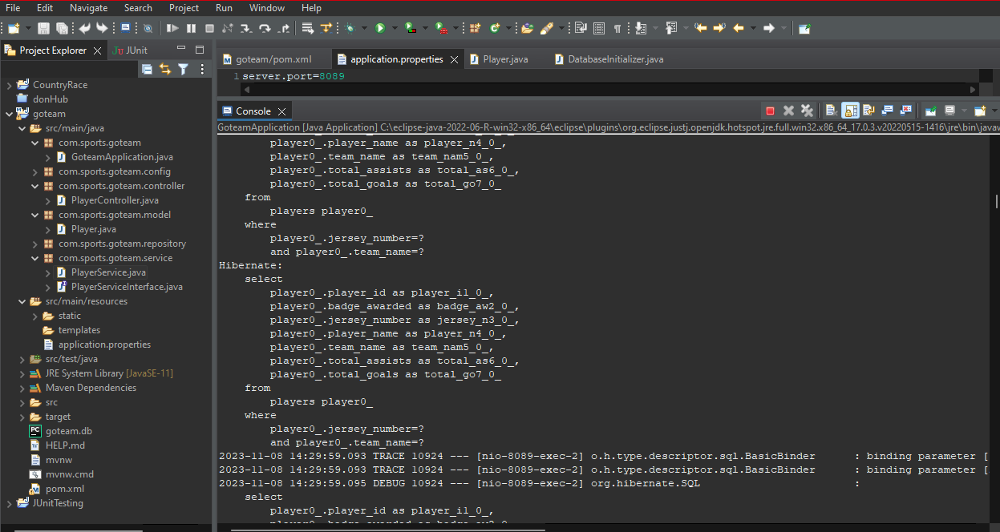 File Edit Navigate Search Project Run Window Help
Project Explorer
JUnit
CountryRace
donHub
goteam
src/main/java
com.sports.goteam
GoteamApplication.java
com.sports.goteam.config
com.sports.goteam.controller
PlayerController.java
com.sports.goteam.model
Player.java
com.sports.goteam.repository
com.sports.goteam.service
PlayerService.java
PlayerServiceInterface.java
src/main/resources
static
templates
application.properties
src/test/java
JRE System Library [JavaSE-11]
Maven Dependencies
src
target
goteam.db
HELP.md
mvnw
mvnw.cmd
pom.xml
JUnitTesting
goteam/pom.xml application.properties Player.java DatabaseInitializer.java
1 server.port=8089
Console
GoteamApplication [Java Application] C:\eclipse-java-2022-06-R-win32-x86_64\eclipse\plugins\org.eclipse.justj.openjdk.hotspot.jre.full.win32.x86_64_17.0.3.v20220515-1416\jre\bin\javaw
player0_.player_name as player_n4_0_,
player0_.team_name as team_nam5_0_,
player0_.total_assists as total_as6_0_,
player0_.total_goals as total_go7_0_
from
players player0_
where
player0_.jersey_number=?
and player0_.team_name=?
Hibernate:
select
player0_.player_id as player_i1_0_,
player0_.badge_awarded as badge_aw2_0_,
player0_.jersey_number as jersey_n3_0_,
player0_.player_name as player_n4_0_,
player0_.team_name as team_nam5_0_,
player0_.total_assists as total_as6_0_,
player0_.total_goals as total_go7_0_
from
players player0_
where
player0_.jersey_number=?
and player0_.team_name=?
2023-11-08 14:29:59.093 TRACE 10924 --- [nio-8089-exec-2] o.h.type.descriptor.sql.BasicBinder : binding parameter [
2023-11-08 14:29:59.093 TRACE 10924 --- [nio-8089-exec-2] o.h.type.descriptor.sql.BasicBinder : binding parameter [
2023-11-08 14:29:59.095 DEBUG 10924 --- [nio-8089-exec-2] org.hibernate.SQL :
select
player0_.player_id as player_i1_0_,